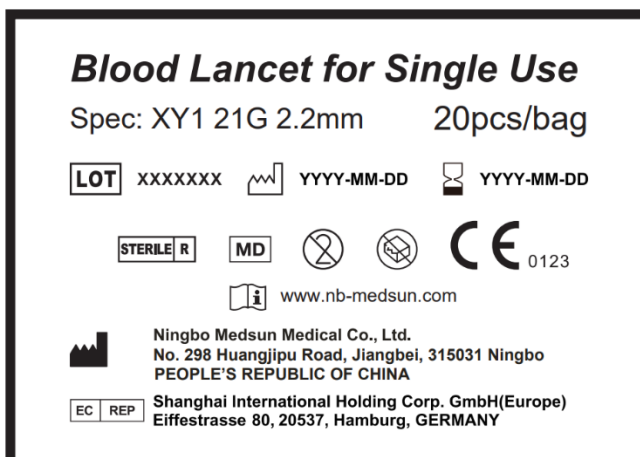 Blood Lancet for Single Use
Spec: XY1 21G 2.2mm 20pcs/bag
LOT XXXXXXX YYYY-MM-DD YYYY-MM-DD
STERILE R MD 2 CE 0123
i www.nb-medsun.com
Ningbo Medsun Medical Co., Ltd.
No. 298 Huangjipu Road, Jiangbei, 315031 Ningbo
PEOPLE'S REPUBLIC OF CHINA
EC REP Shanghai International Holding Corp. GmbH(Europe)
Eiffestrasse 80, 20537, Hamburg, GERMANY